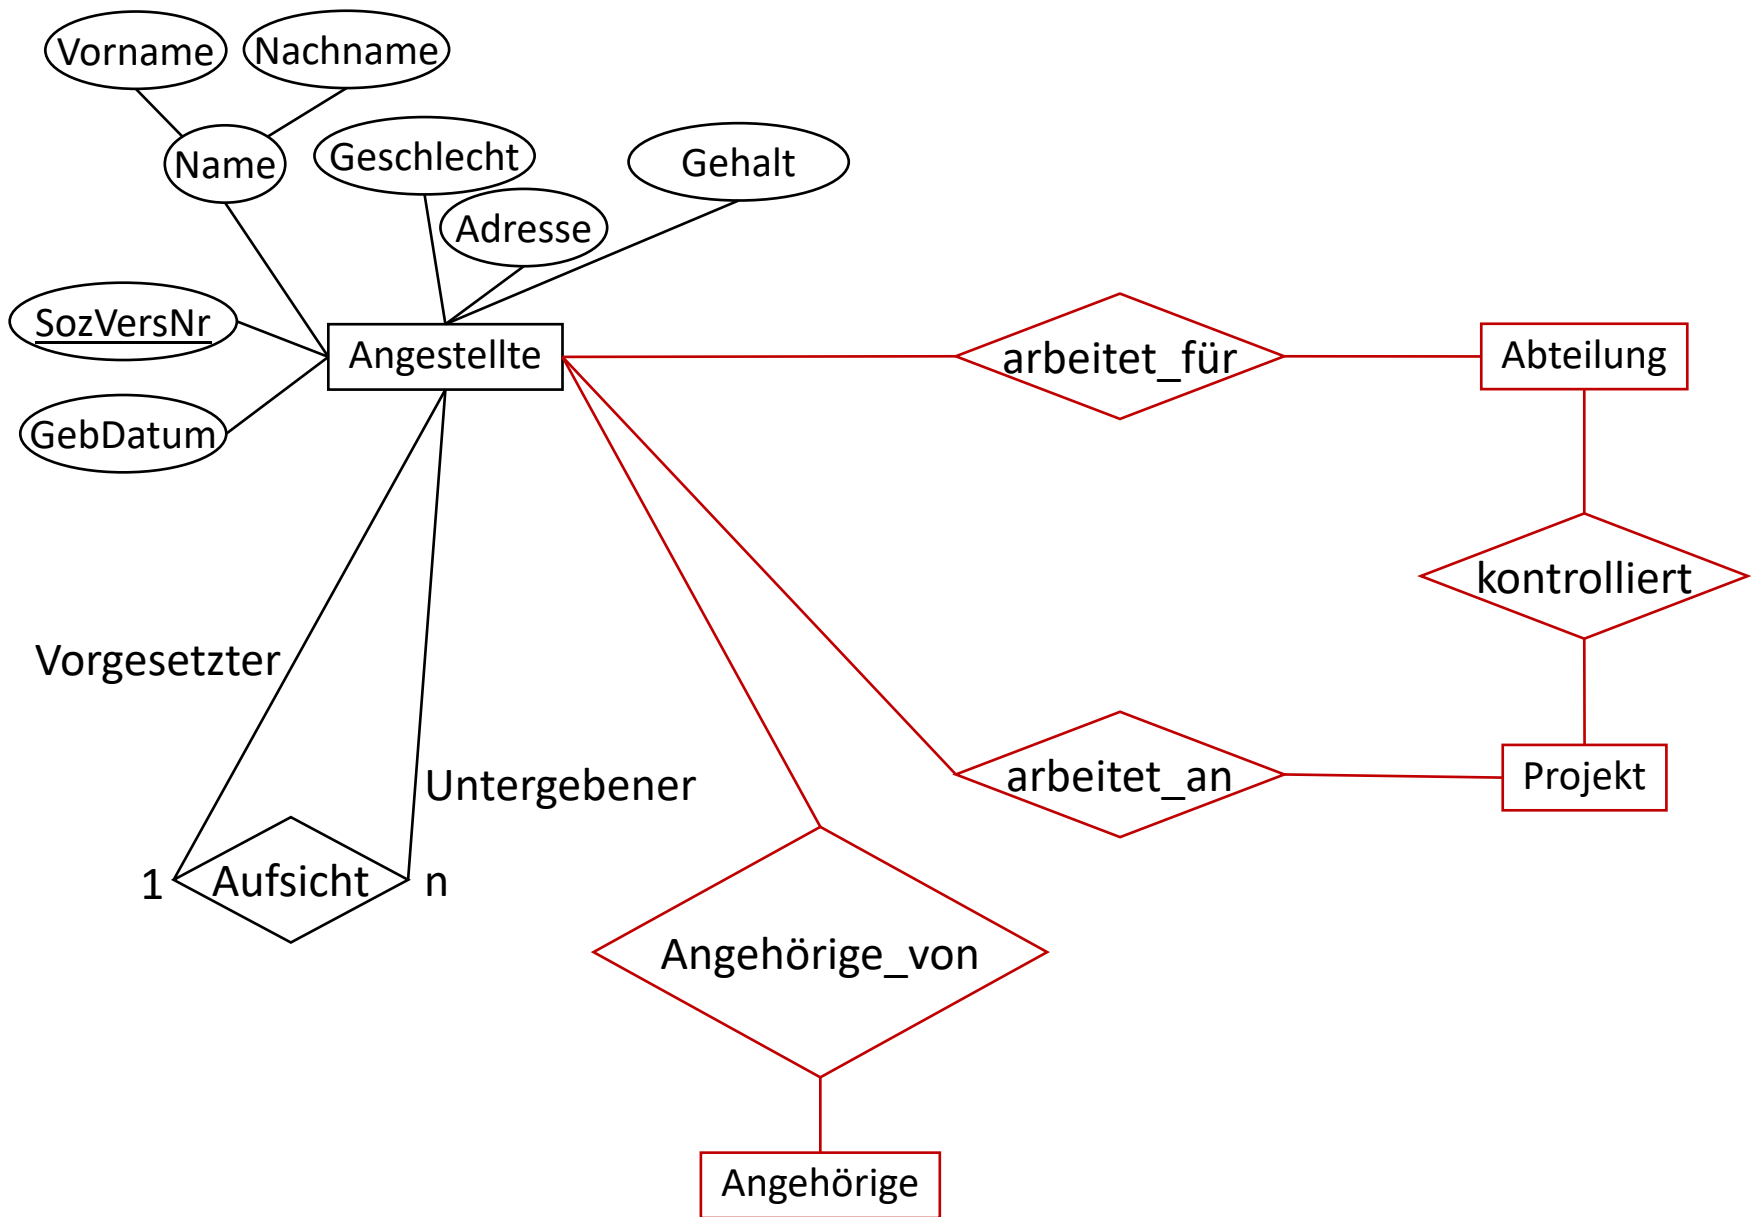 Vorname
Nachname
Name
Geschlecht
Gehalt
Adresse
SozVersNr
Angestellte
arbeitet_für
Abteilung
GebDatum
kontrolliert
Vorgesetzter
Untergebener
arbeitet_an
Projekt
1
Aufsicht
n
Angehörige_von
Angehörige